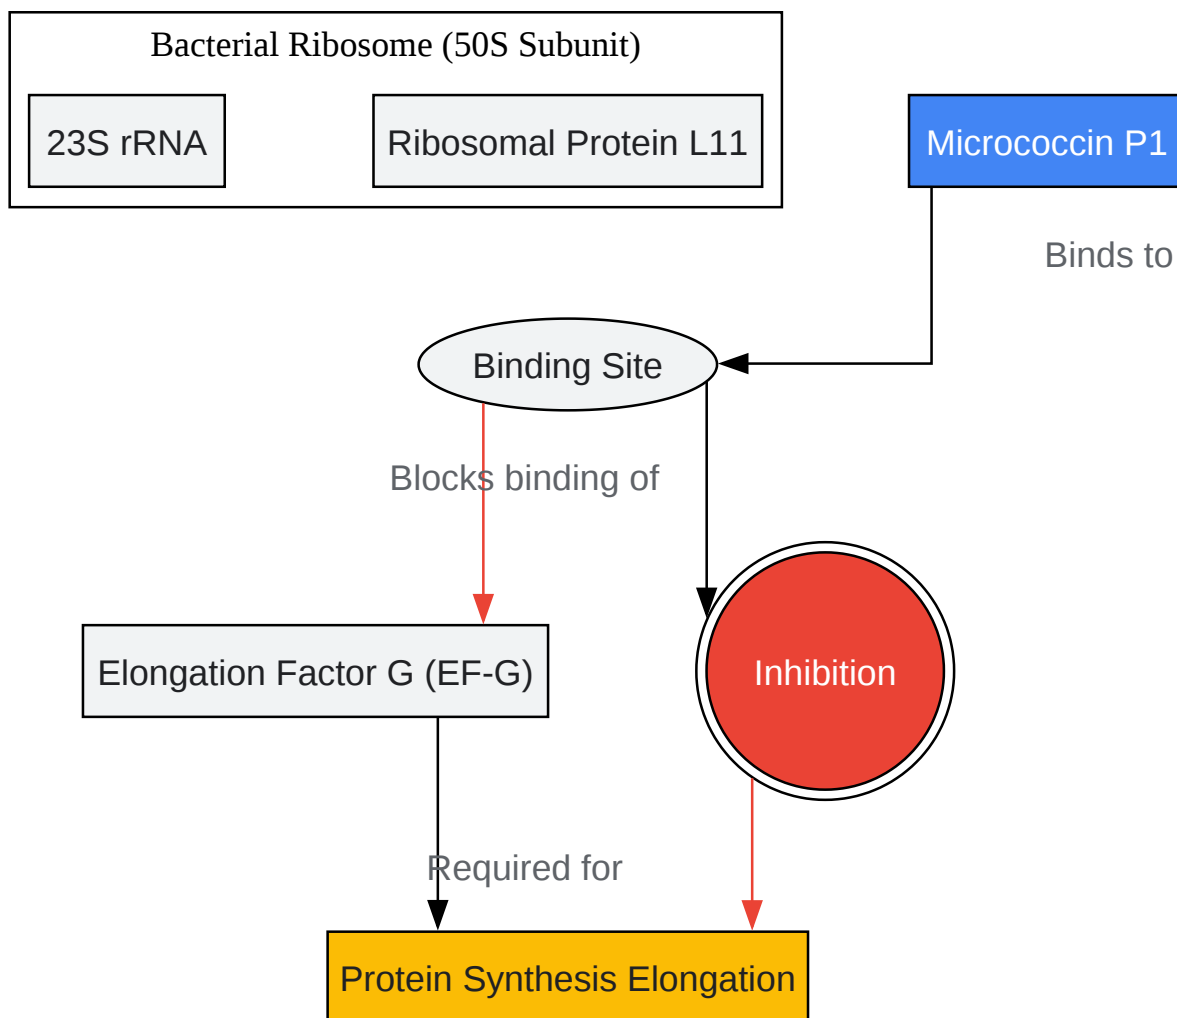 Bacterial Ribosome (50S Subunit)
23S rRNA
Ribosomal Protein L11
Micrococcin P1
Binds to
Binding Site
Blocks binding of
Elongation Factor G (EF-G)
Inhibition
Required for
Protein Synthesis Elongation